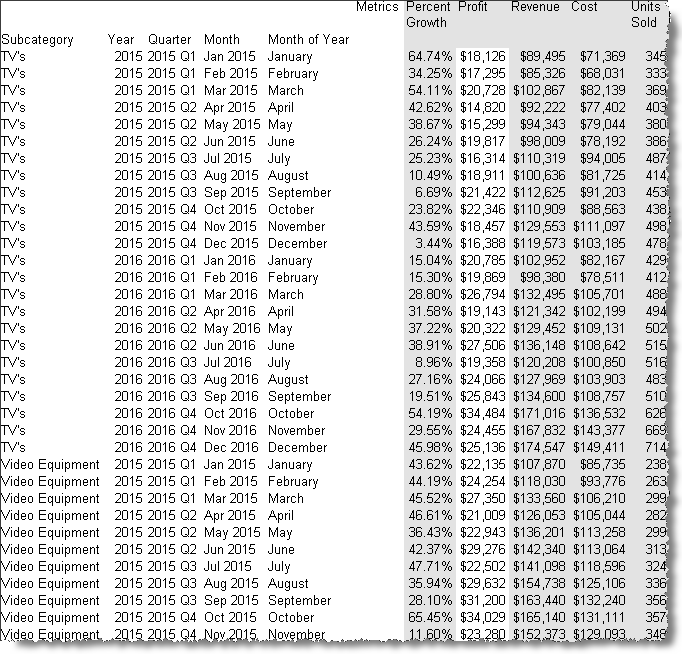 Metrics Percent Growth Profit Revenue Cost Units Sold
Subcategory Year Quarter Month Month of Year
TV's 2015 2015 Q1 Jan 2015 January 64.74% $18,126 $89,495 $71,369 345
TV's 2015 2015 Q1 Feb 2015 February 34.25% $17,295 $85,326 $68,031 333
TV's 2015 2015 Q1 Mar 2015 March 54.11% $20,728 $102,867 $82,139 369
TV's 2015 2015 Q2 Apr 2015 April 42.62% $14,820 $92,222 $77,402 403
TV's 2015 2015 Q2 May 2015 May 38.67% $15,299 $94,343 $79,044 380
TV's 2015 2015 Q2 Jun 2015 June 26.24% $19,817 $98,009 $78,192 386
TV's 2015 2015 Q3 Jul 2015 July 25.23% $16,314 $110,319 $94,005 487
TV's 2015 2015 Q3 Aug 2015 August 10.49% $18,911 $100,636 $81,725 414
TV's 2015 2015 Q3 Sep 2015 September 6.69% $21,422 $112,625 $91,203 453
TV's 2015 2015 Q4 Oct 2015 October 23.82% $22,346 $110,909 $88,563 438
TV's 2015 2015 Q4 Nov 2015 November 43.59% $18,457 $129,553 $111,097 498
TV's 2015 2015 Q4 Dec 2015 December 3.44% $16,388 $119,573 $103,185 478
TV's 2016 2016 Q1 Jan 2016 January 15.04% $20,785 $102,952 $82,167 429
TV's 2016 2016 Q1 Feb 2016 February 15.30% $19,869 $98,380 $78,511 412
TV's 2016 2016 Q1 Mar 2016 March 28.80% $26,794 $132,495 $105,701 488
TV's 2016 2016 Q2 Apr 2016 April 31.58% $19,143 $121,342 $102,199 494
TV's 2016 2016 Q2 May 2016 May 37.22% $20,322 $129,452 $109,131 502
TV's 2016 2016 Q2 Jun 2016 June 38.91% $27,506 $136,148 $108,642 515
TV's 2016 2016 Q3 Jul 2016 July 8.96% $19,358 $120,208 $100,850 516
TV's 2016 2016 Q3 Aug 2016 August 27.16% $24,066 $127,969 $103,903 483
TV's 2016 2016 Q3 Sep 2016 September 19.51% $25,843 $134,600 $108,757 510
TV's 2016 2016 Q4 Oct 2016 October 54.19% $34,484 $171,016 $136,532 626
TV's 2016 2016 Q4 Nov 2016 November 29.55% $24,455 $167,832 $143,377 669
TV's 2016 2016 Q4 Dec 2016 December 45.98% $25,136 $174,547 $149,411 714
Video Equipment 2015 2015 Q1 Jan 2015 January 43.62% $22,135 $107,870 $85,735 238
Video Equipment 2015 2015 Q1 Feb 2015 February 44.19% $24,254 $118,030 $93,776 263
Video Equipment 2015 2015 Q1 Mar 2015 March 45.52% $27,350 $133,560 $106,210 299
Video Equipment 2015 2015 Q2 Apr 2015 April 46.61% $21,009 $126,053 $105,044 282
Video Equipment 2015 2015 Q2 May 2015 May 36.43% $22,943 $136,201 $113,258 299
Video Equipment 2015 2015 Q2 Jun 2015 June 42.37% $29,276 $142,340 $113,064 313
Video Equipment 2015 2015 Q3 Jul 2015 July 47.71% $22,502 $141,098 $118,596 324
Video Equipment 2015 2015 Q3 Aug 2015 August 35.94% $29,632 $154,738 $125,106 336
Video Equipment 2015 2015 Q3 Sep 2015 September 28.10% $31,200 $163,440 $132,240 356
Video Equipment 2015 2015 Q4 Oct 2015 October 65.45% $34,029 $165,140 $131,111 357
Video Equipment 2015 2015 Q4 Nov 2015 November 11.60% $23,280 $152,373 $129,093 348